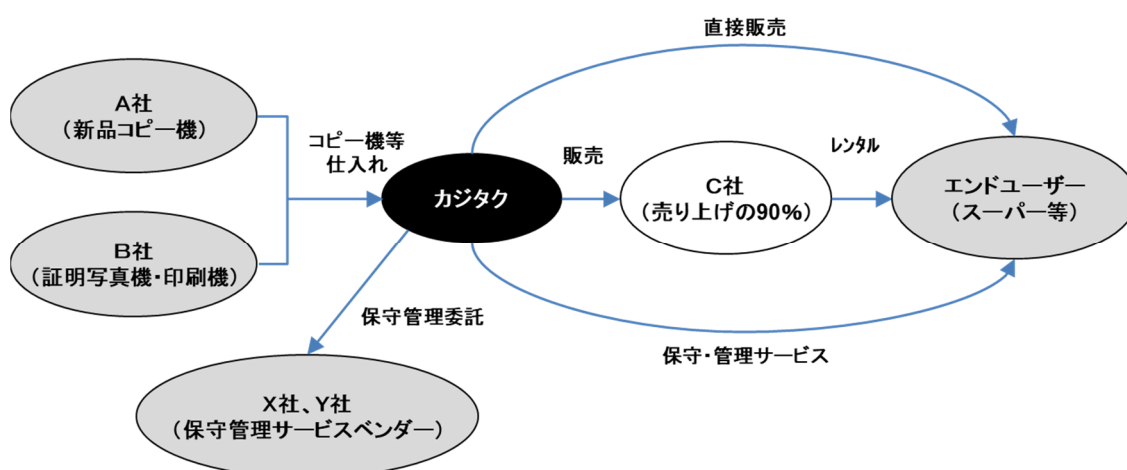 直接販売
A社
（新品コピー機）
コピー機等
仕入れ
カジタク
販売
C社
（売り上げの90%）
レンタル
エンドユーザー
（スーパー等）
B社
（証明写真機・印刷機）
保守管理委託
保守・管理サービス
X社、Y社
（保守管理サービスベンダー）